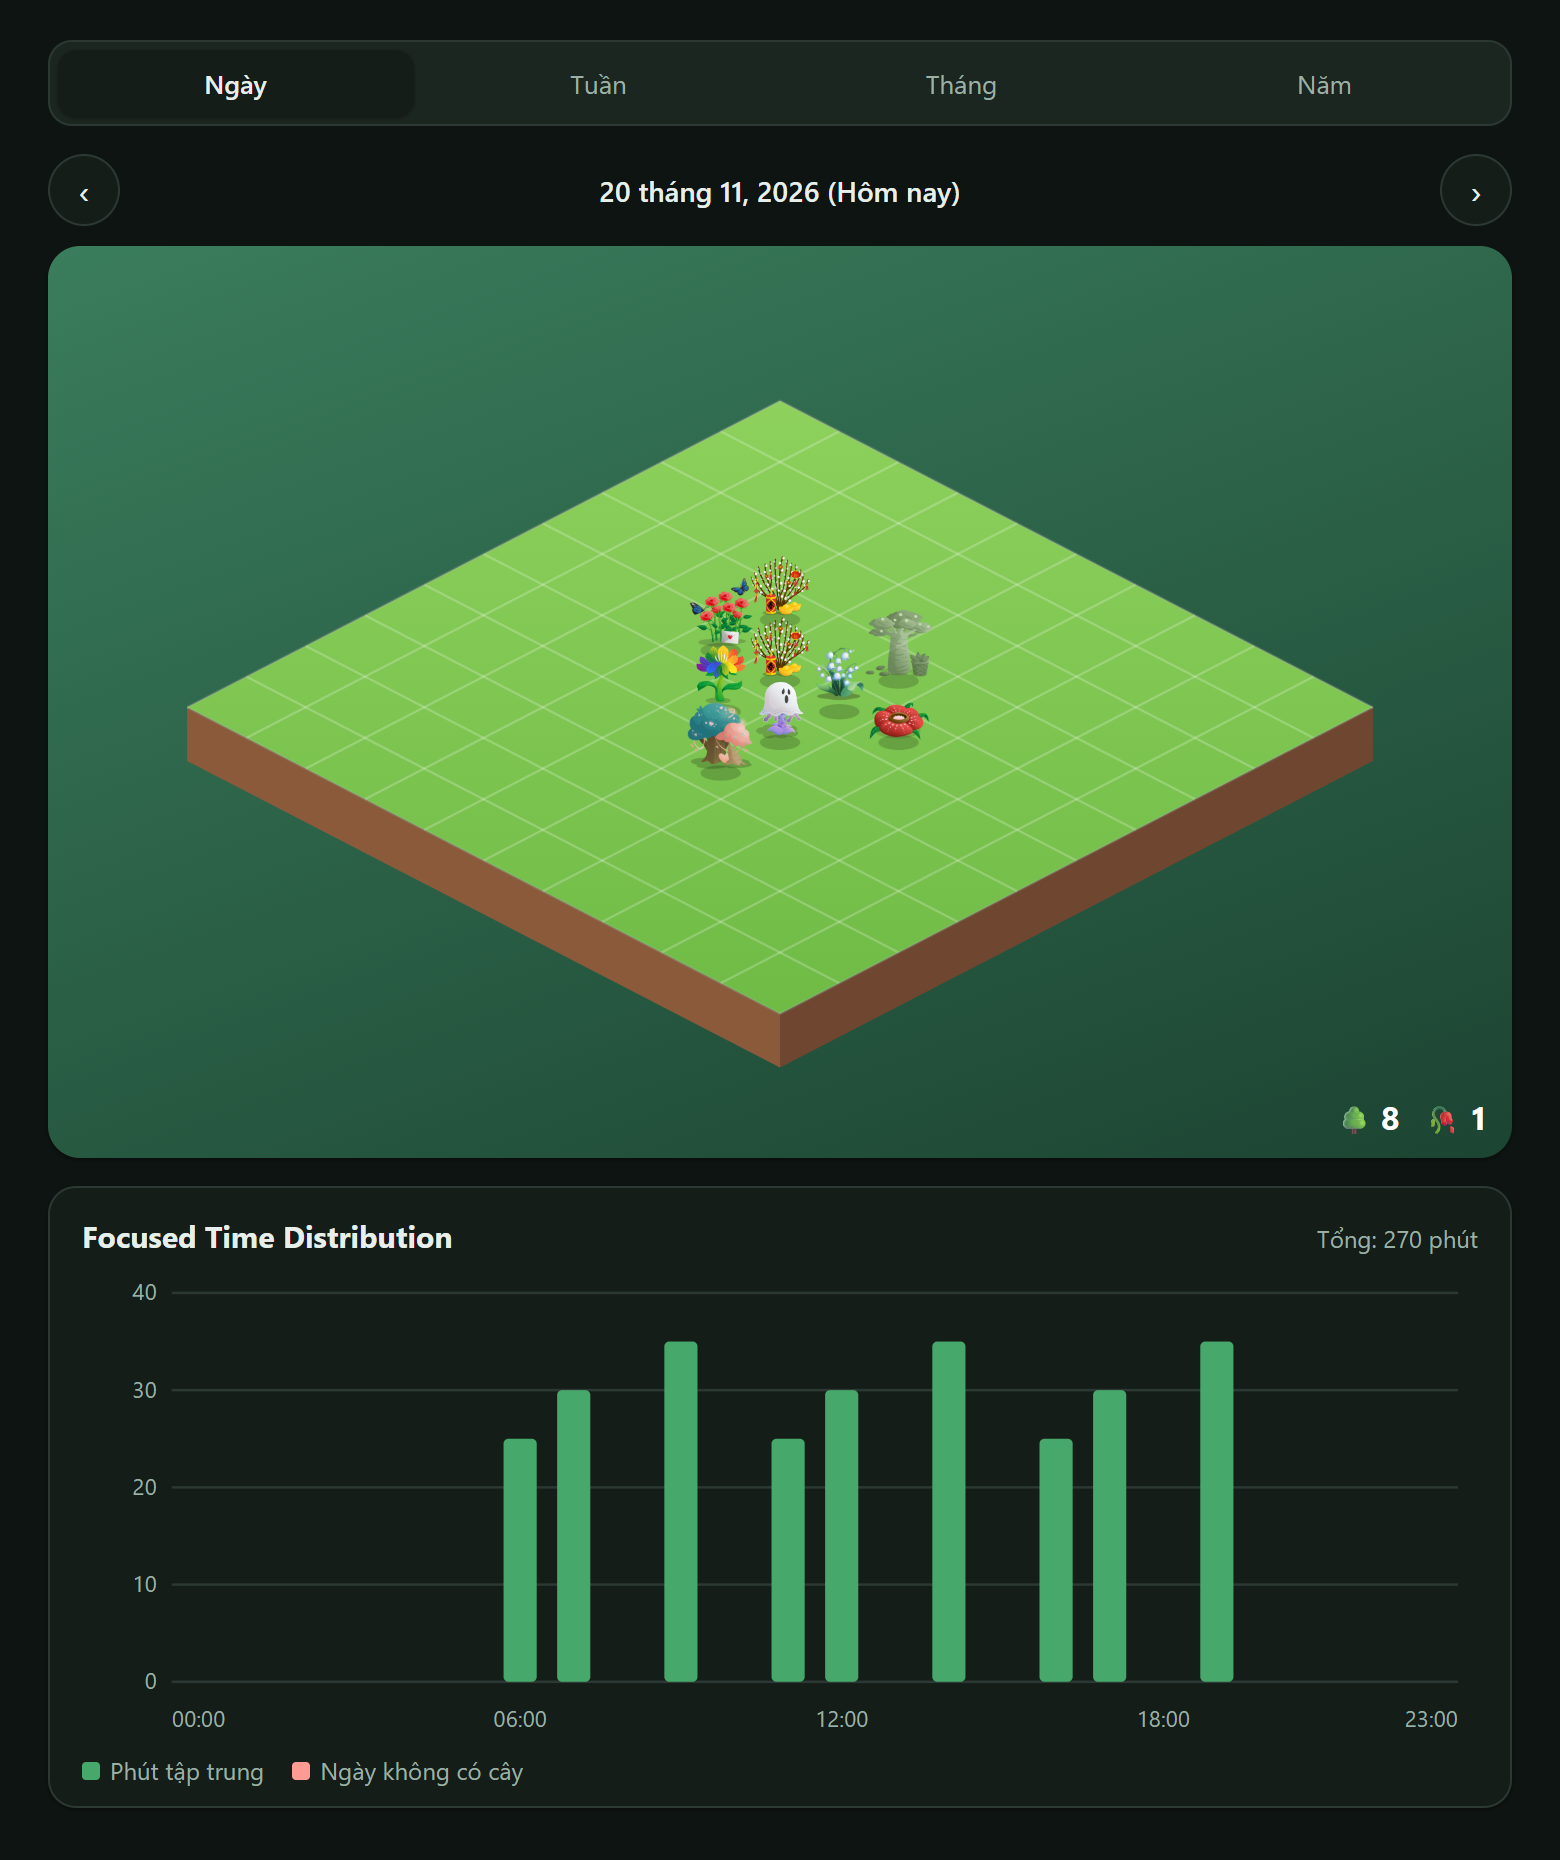 Ngày
Tuần
Tháng
Năm
‹
20 tháng 11, 2026 (Hôm nay)
›
8
1
Focused Time Distribution
Tổng: 270 phút
40
30
20
10
0
00:00
06:00
12:00
18:00
23:00
Phút tập trung
Ngày không có cây